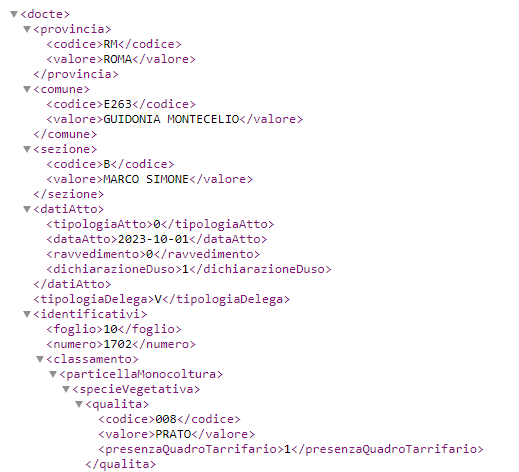 <docte>
<provincia>
<codice>RM</codice>
<valore>ROMA</valore>
</provincia>
<comune>
<codice>E263</codice>
<valore>GUIDONIA MONTECELIO</valore>
</comune>
<sezione>
<codice>B</codice>
<valore>MARCO SIMONE</valore>
</sezione>
<datiAtto>
<tipologiaAtto>0</tipologiaAtto>
<dataAtto>2023-10-01</dataAtto>
<ravvedimento>0</ravvedimento>
<dichiarazioneDuso>1</dichiarazioneDuso>
</datiAtto>
<tipologiaDelega>V</tipologiaDelega>
<identificativi>
<foglio>10</foglio>
<numero>1702</numero>
<classamento>
<particellaMonocoltura>
<specieVegetativa>
<qualita>
<codice>008</codice>
<valore>PRATO</valore>
<presenzaQuadroTarrifario>1</presenzaQuadroTarrifario>
</qualita>